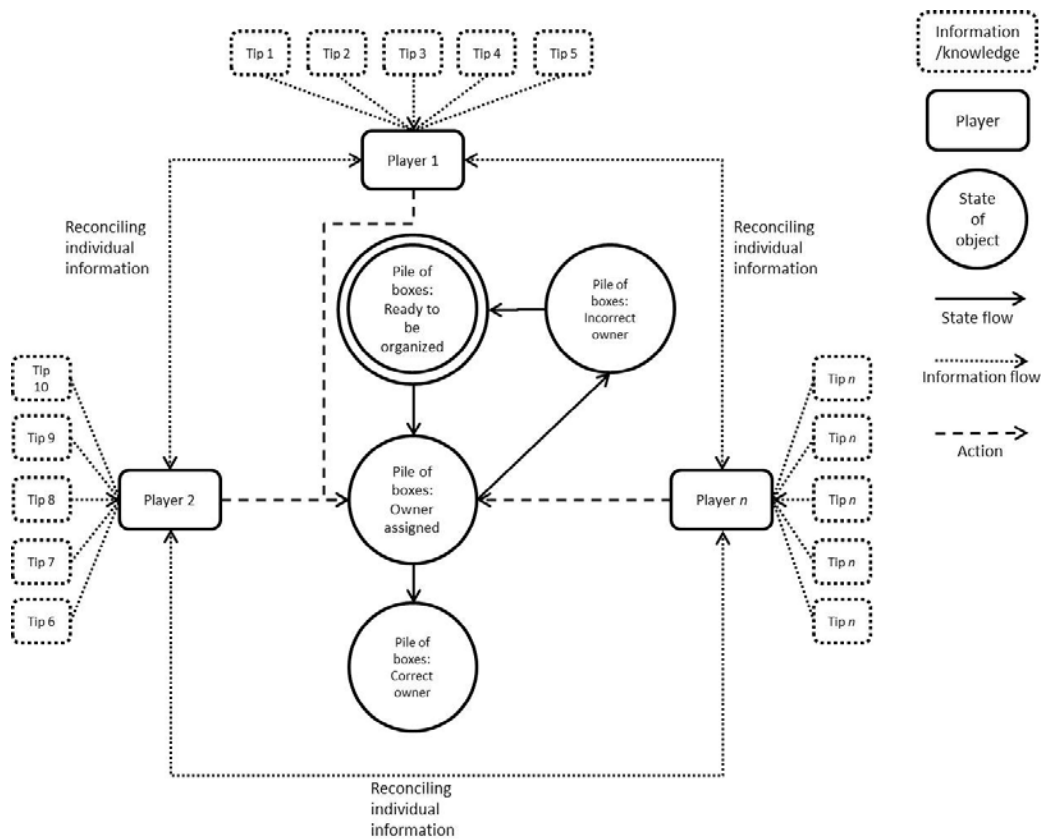 Tip 1
Tip 2
Tip 3
Tip 4
Tip 5
Player 1
Reconciling
individual
information
Reconciling
individual
information
Pile of
boxes:
Ready to
be
organized
Pile of
boxes:
Incorrect
owner
Tip
10
Tip 9
Tip 8
Tip 7
Tip 6
Player 2
Pile of
boxes:
Owner
assigned
Player n
Tip n
Tip n
Tip n
Tip n
Tip n
Pile of
boxes:
Correct
owner
Reconciling
individual
information
Information
/knowledge
Player
State
of
object
State flow
Information flow
Action